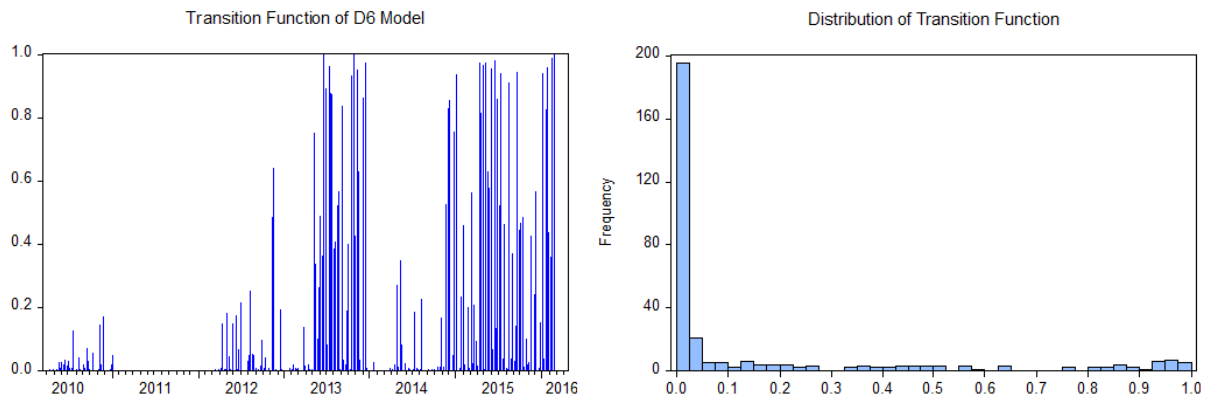 Transition Function of D6 Model
1.0
0.8
0.6
0.4
0.2
0.0
2010 2011 2012 2013 2014 2015 2016
Distribution of Transition Function
Frequency
200
160
120
80
40
0
0.0 0.1 0.2 0.3 0.4 0.5 0.6 0.7 0.8 0.9 1.0